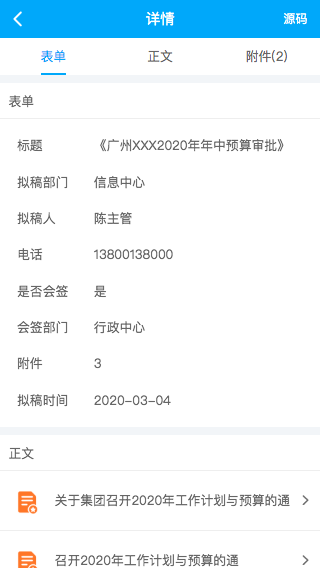 详情 源码
表单 正文 附件(2)
表单
标题 《广州XXX2020年年中预算审批》
拟稿部门 信息中心
拟稿人 陈主管
电话 13800138000
是否会签 是
会签部门 行政中心
附件 3
拟稿时间 2020-03-04
正文
关于集团召开2020年工作计划与预算的通
召开2020年工作计划与预算的通